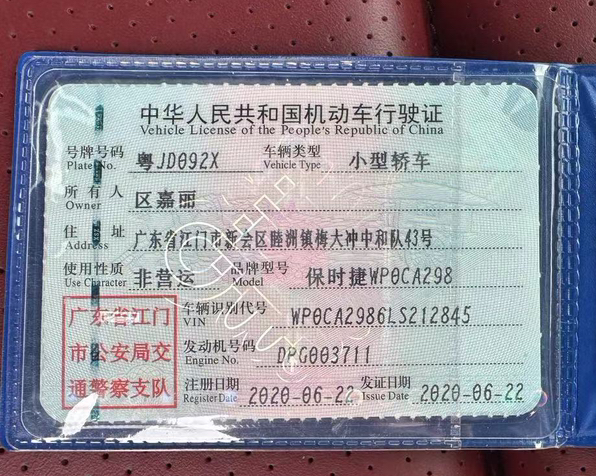 中华人民共和国机动车行驶证
Vehicle License of the People's Republic of China
号牌号码 Plate No. 粤JD092X 车辆类型 Vehicle Type 小型轿车
所有人 Owner 区嘉丽
住址 Address 广东省江门市新会区睦洲镇梅大冲中和队43号
使用性质 Use Character 非营运 品牌型号 Model 保时捷WP0CA298
车辆识别代号 VIN WP0CA2986LS212845
发动机号码 Engine No. DPG003711
注册日期 Register Date 2020-06-22 发证日期 Issue Date 2020-06-22
广东省江门
市公安局交
通警察支队